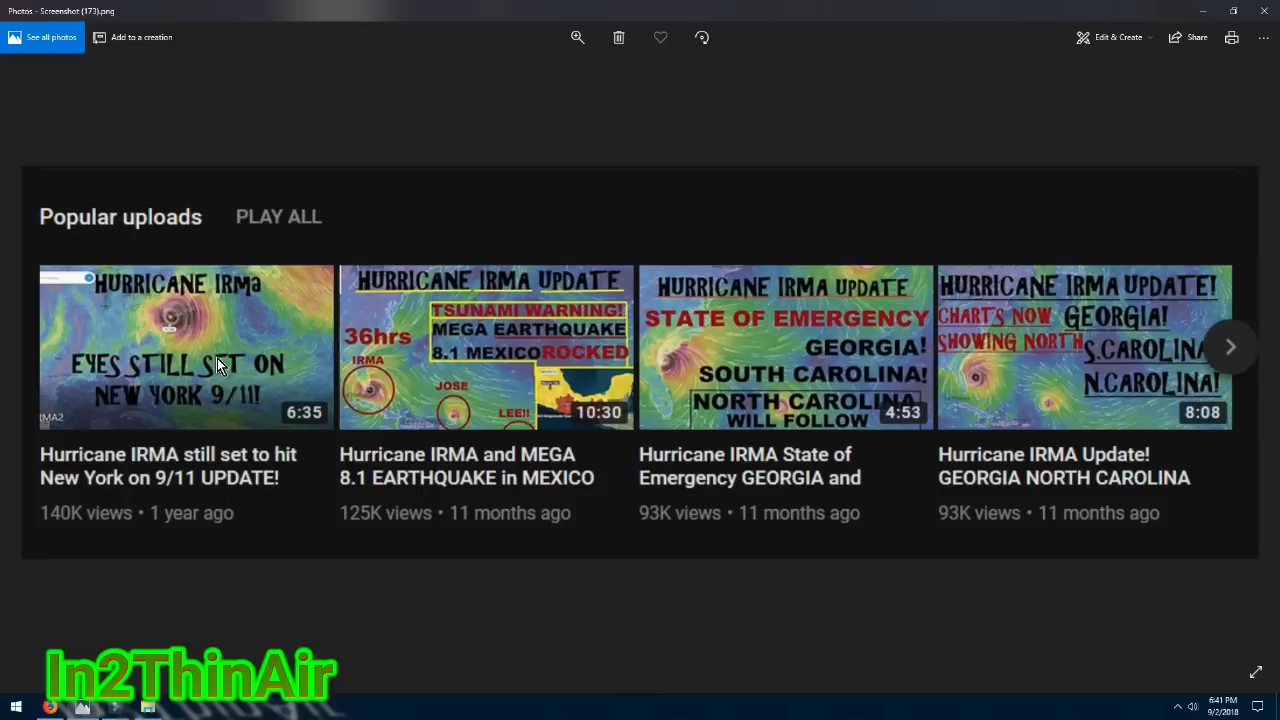 Photos - Screenshot (173).png
See all photos
Add to a creation
Edit & Create
Share
Popular uploads PLAY ALL
HURRICANE IRMA
EYES STILL SET ON
NEW YORK 9/11!
6:35
HURRICANE IRMA UPDATE
TSUNAMI WARNING!
MEGA EARTHQUAKE
8.1 MEXICO ROCKED
36hrs
IRMA
JOSE
LEE!!
10:30
HURRICANE IRMA UPDATE
STATE OF EMERGENCY
GEORGIA!
SOUTH CAROLINA!
NORTH CAROLINA
WILL FOLLOW
4:53
HURRICANE IRMA UPDATE!
CHART'S NOW
SHOWING NORTH
GEORGIA!
S.CAROLINA!
N.CAROLINA!
8:08
Hurricane IRMA still set to hit
New York on 9/11 UPDATE!
140K views • 1 year ago
Hurricane IRMA and MEGA
8.1 EARTHQUAKE in MEXICO
125K views • 11 months ago
Hurricane IRMA State of
Emergency GEORGIA and
93K views • 11 months ago
Hurricane IRMA Update!
GEORGIA NORTH CAROLINA
93K views • 11 months ago
In2ThinAir
6:41 PM
9/2/2018